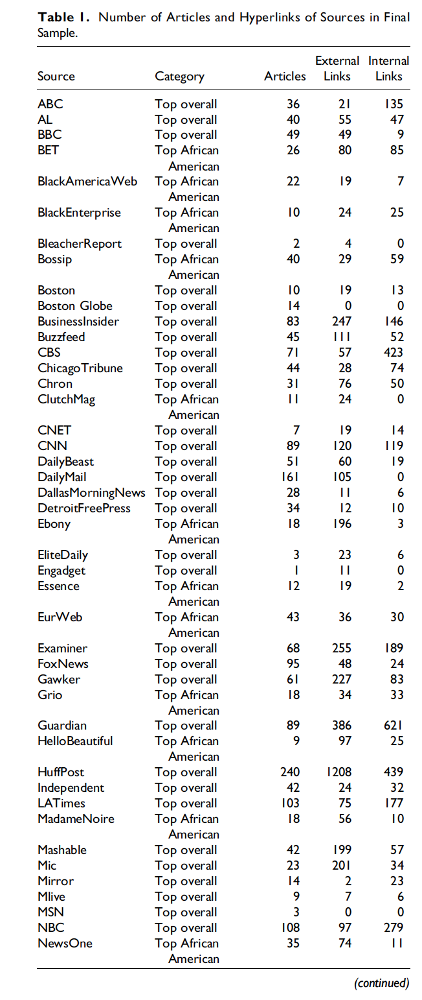 Table 1. Number of Articles and Hyperlinks of Sources in Final
Sample.
External Internal
Source Category Articles Links Links
ABC Top overall 36 21 135
AL Top overall 40 55 47
BBC Top overall 49 49 9
BET Top African 26 80 85
American
BlackAmericaWeb Top African 22 19 7
American
BlackEnterprise Top African 10 24 25
American
BleacherReport Top overall 2 4 0
Bossip Top African 40 29 59
American
Boston Top overall 10 19 13
Boston Globe Top overall 14 0 0
BusinessInsider Top overall 83 247 146
Buzzfeed Top overall 45 111 52
CBS Top overall 71 57 423
ChicagoTribune Top overall 44 28 74
Chron Top overall 31 76 50
ClutchMag Top African 11 24 0
American
CNET Top overall 7 19 14
CNN Top overall 89 120 119
DailyBeast Top overall 51 60 19
DailyMail Top overall 161 105 0
DallasMorningNews Top overall 28 11 6
DetroitFreePress Top overall 34 12 10
Ebony Top African 18 196 3
American
EliteDaily Top overall 3 23 6
Engadget Top overall 1 11 0
Essence Top African 12 19 2
American
EurWeb Top African 43 36 30
American
Examiner Top overall 68 255 189
FoxNews Top overall 95 48 24
Gawker Top overall 61 227 83
Grio Top African 18 34 33
American
Guardian Top overall 89 386 621
HelloBeautiful Top African 9 97 25
American
HuffPost Top overall 240 1208 439
Independent Top overall 42 24 32
LATimes Top overall 103 75 177
MadameNoire Top African 18 56 10
American
Mashable Top overall 42 199 57
Mic Top overall 23 201 34
Mirror Top overall 14 2 23
Mlive Top overall 9 7 6
MSN Top overall 3 0 0
NBC Top overall 108 97 279
NewsOne Top African 35 74 11
American
(continued)